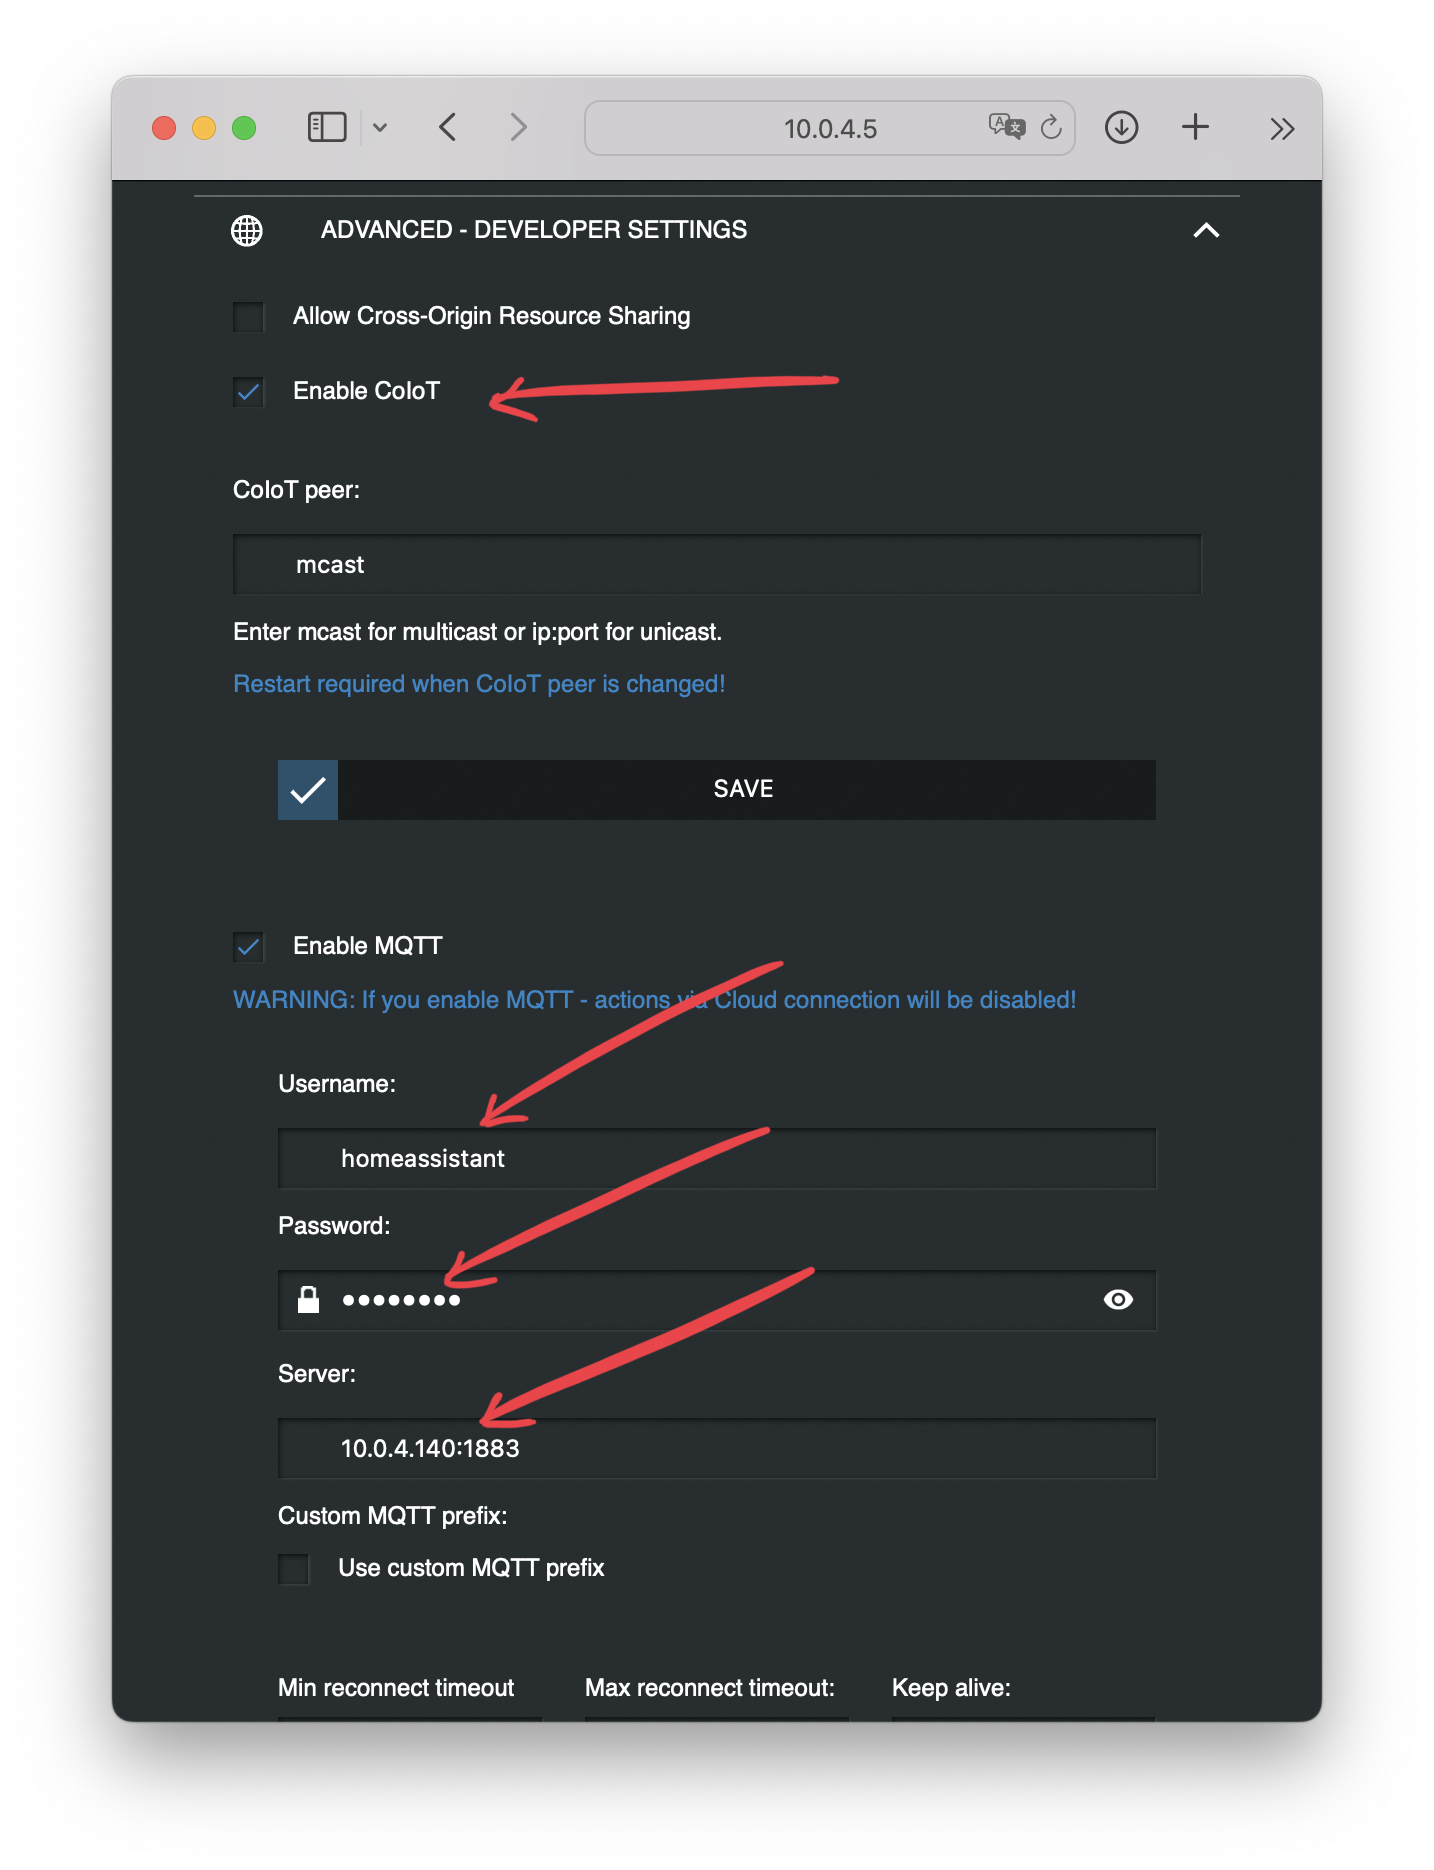 10.0.4.5
ADVANCED - DEVELOPER SETTINGS
Allow Cross-Origin Resource Sharing
Enable CoIoT
CoIoT peer:
mcast
Enter mcast for multicast or ip:port for unicast.
Restart required when CoIoT peer is changed!
SAVE
Enable MQTT
WARNING: If you enable MQTT - actions via Cloud connection will be disabled!
Username:
homeassistant
Password:
••••••••
Server:
10.0.4.140:1883
Custom MQTT prefix:
Use custom MQTT prefix
Min reconnect timeout Max reconnect timeout: Keep alive: